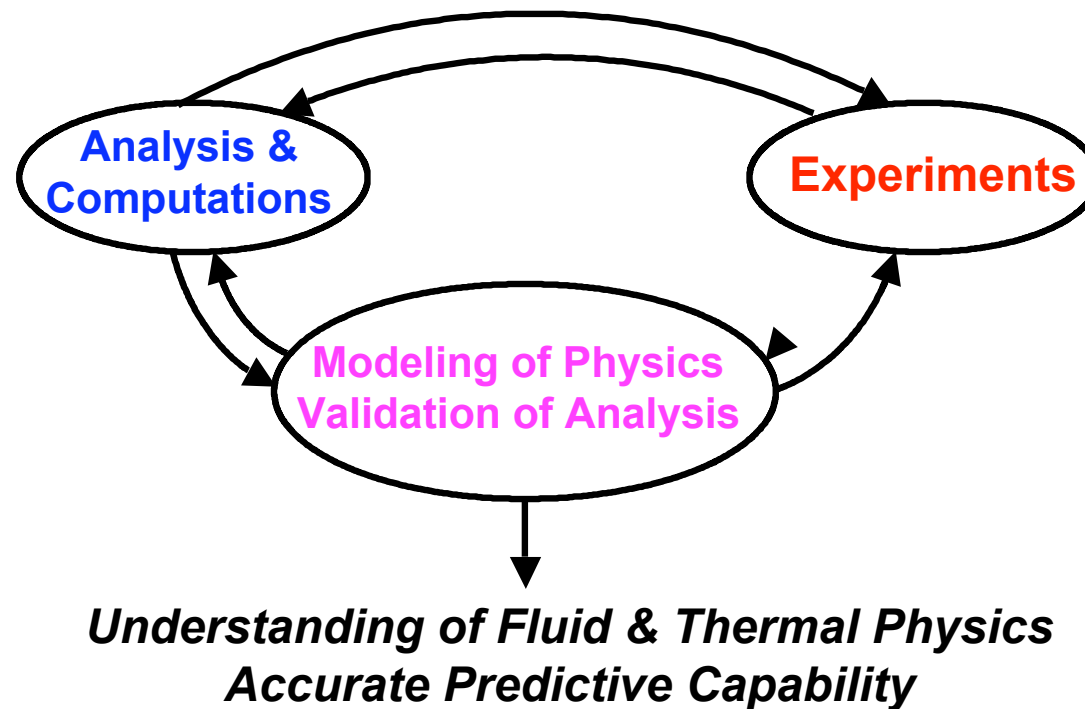 Analysis &
Computations
Experiments
Modeling of Physics
Validation of Analysis
Understanding of Fluid & Thermal Physics
Accurate Predictive Capability